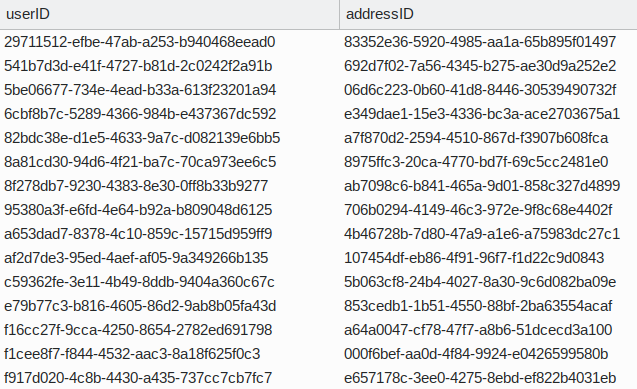 userID addressID
29711512-efbe-47ab-a253-b940468eead0 83352e36-5920-4985-aa1a-65b895f01497
541b7d3d-e41f-4727-b81d-2c0242f2a91b 692d7f02-7a56-4345-b275-ae30d9a252e2
5be06677-734e-4ead-b33a-613f23201a94 06d6c223-0b60-41d8-8446-30539490732f
6cbf8b7c-5289-4366-984b-e437367dc592 e349dae1-15e3-4336-bc3a-ace2703675a1
82bdc38e-d1e5-4633-9a7c-d082139e6bb5 a7f870d2-2594-4510-867d-f3907b608fca
8a81cd30-94d6-4f21-ba7c-70ca973ee6c5 8975ffc3-20ca-4770-bd7f-69c5cc2481e0
8f278db7-9230-4383-8e30-0ff8b33b9277 ab7098c6-b841-465a-9d01-858c327d4899
95380a3f-e6fd-4e64-b92a-b809048d6125 706b0294-4149-46c3-972e-9f8c68e4402f
a653dad7-8378-4c10-859c-15715d959ff9 4b46728b-7d80-47a9-a1e6-a75983dc27c1
af2d7de3-95ed-4aef-af05-9a349266b135 107454df-eb86-4f91-96f7-f1d22c9d0843
c59362fe-3e11-4b49-8ddb-9404a360c67c 5b063cf8-24b4-4027-8a30-9c6d082ba09e
e79b77c3-b816-4605-86d2-9ab8b05fa43d 853cedb1-1b51-4550-88bf-2ba63554acaf
f16cc27f-9cca-4250-8654-2782ed691798 a64a0047-cf78-47f7-a8b6-51dcecd3a100
f1cee8f7-f844-4532-aac3-8a18f625f0c3 000f6bef-aa0d-4f84-9924-e0426599580b
f917d020-4c8b-4430-a435-737cc7cb7fc7 e657178c-3ee0-4275-8ebd-ef822b4031eb